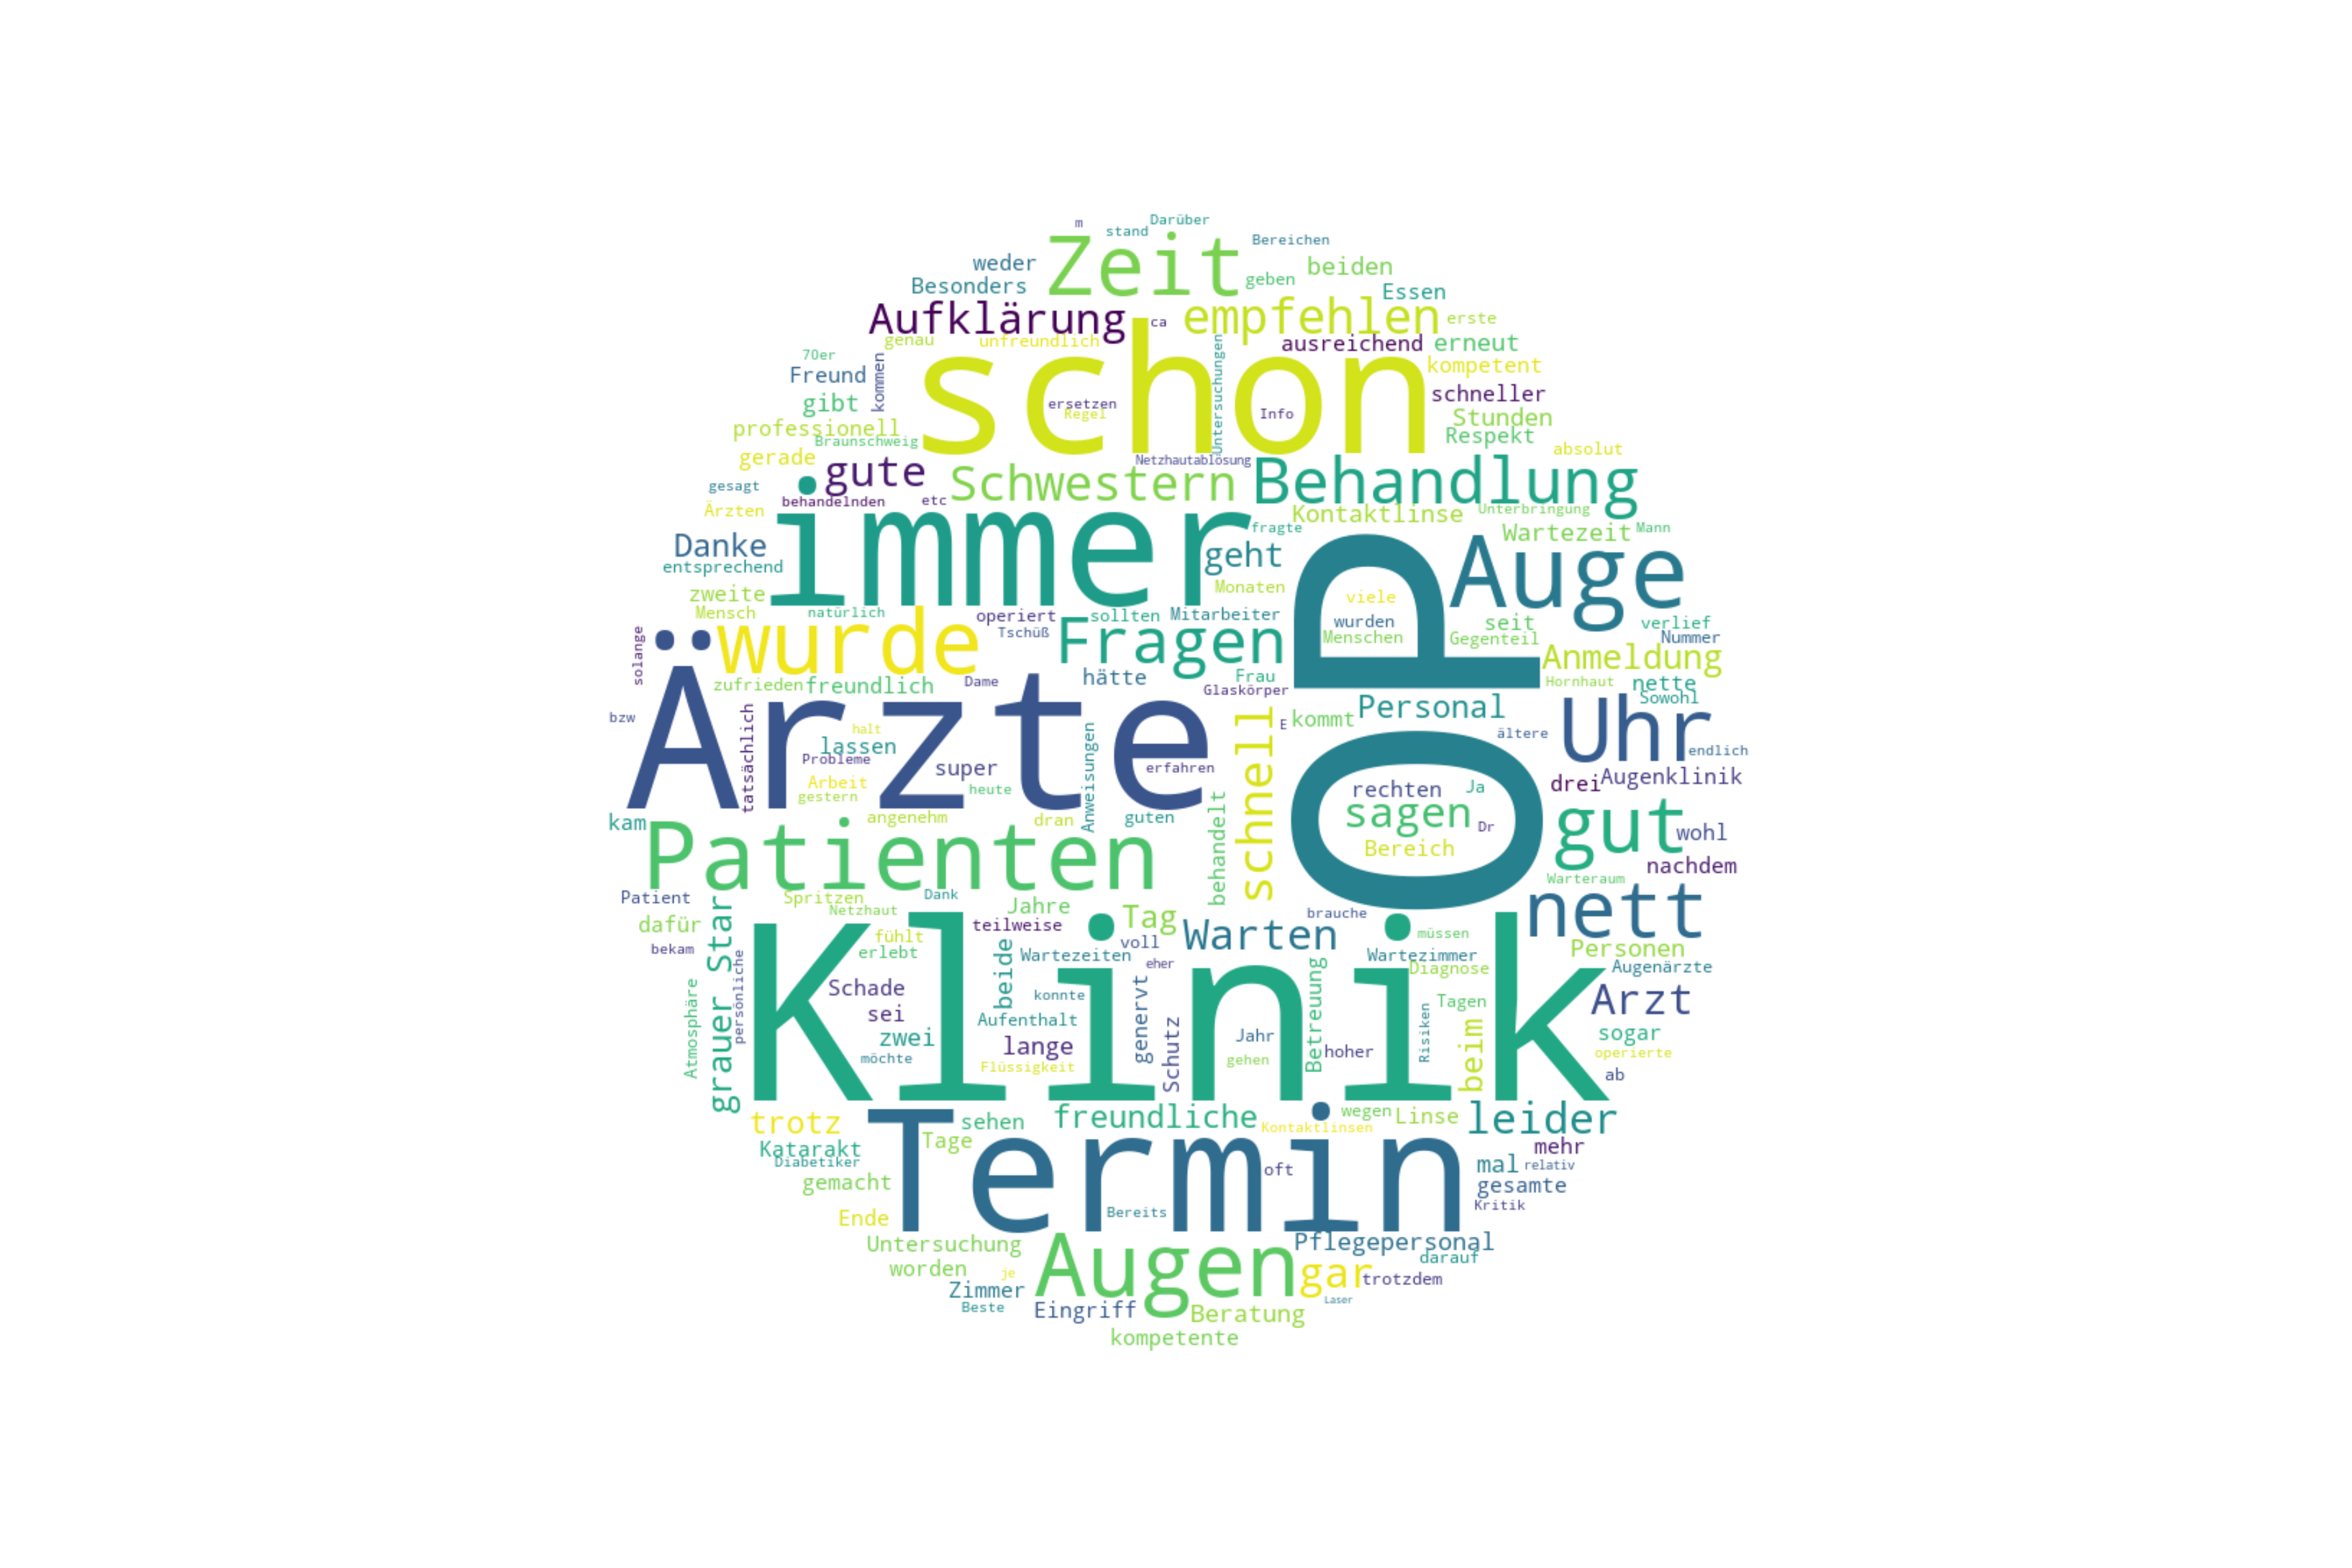 m
Darüber
stand
Zeit
Bereichen
weder
beiden
geben
Besonders
Essen
Aufklärung
ca
empfehlen
erste
genau
unfreundlich
ausreichend
erneut
70er
schon
kompetent
Freund
kommen
Untersuchungen
schneller
gibt
ersetzen
Regel
Info
Stunden
professionell
Respekt
Braunschweig
absolut
gerade
Netzhautablösung
gute
Schwestern
Behandlung
gesagt
behandelnden
etc
Ärzten
Kontaktlinse
Unterbringung
immer
fragte
Wartezeit
Mann
Danke
geht
Auge
entsprechend
zweite
Monaten
OP
viele
Mensch
natürlich
operiert
sollten
Mitarbeiter
wurden
seit
verlief
Tschüß
Menschen
Gegenteil
Nummer
solange
wurde
Fragen
Anmeldung
zufrieden
freundlich
Dame
hätte
Frau
Hornhaut
nette
Glaskörper
Sowohl
bzw
Ärzte
E
kommt
Personal
Uhr
tatsächlich
halt
ältere
lassen
endlich
Probleme
super
Anweisungen
erfahren
schnell
Augenklinik
Arbeit
drei
gestern
heute
rechten
Ja
kam
angenehm
dran
guten
sagen
Dr
gut
wohl
Patienten
behandelt
Bereich
nachdem
Warteraum
Patient
Spritzen
Dank
nett
Netzhaut
Jahre
Tag
brauche
dafür
teilweise
Warten
müssen
bekam
fühlt
voll
Personen
grauer Star
persönliche
erlebt
beide
Wartezeiten
eher
Wartezimmer
Augenärzte
Klinik
Diagnose
Atmosphäre
Schade
konnte
genervt
Betreuung
Tagen
Arzt
sei
Aufenthalt
Risiken
beim
zwei
lange
Schutz
Jahr
hoher
sogar
möchte
Flüssigkeit
gehen
operierte
ab
trotz
Termin
sehen
freundliche
Kontaktlinsen
wegen
Linse
leider
Katarakt
Tage
mehr
Diabetiker
oft
mal
relativ
gemacht
gesamte
Ende
Bereits
Kritik
Untersuchung
Augen
Pflegepersonal
worden
darauf
je
gar
trotzdem
Zimmer
Beste
Eingriff
Beratung
Laser
kompetente